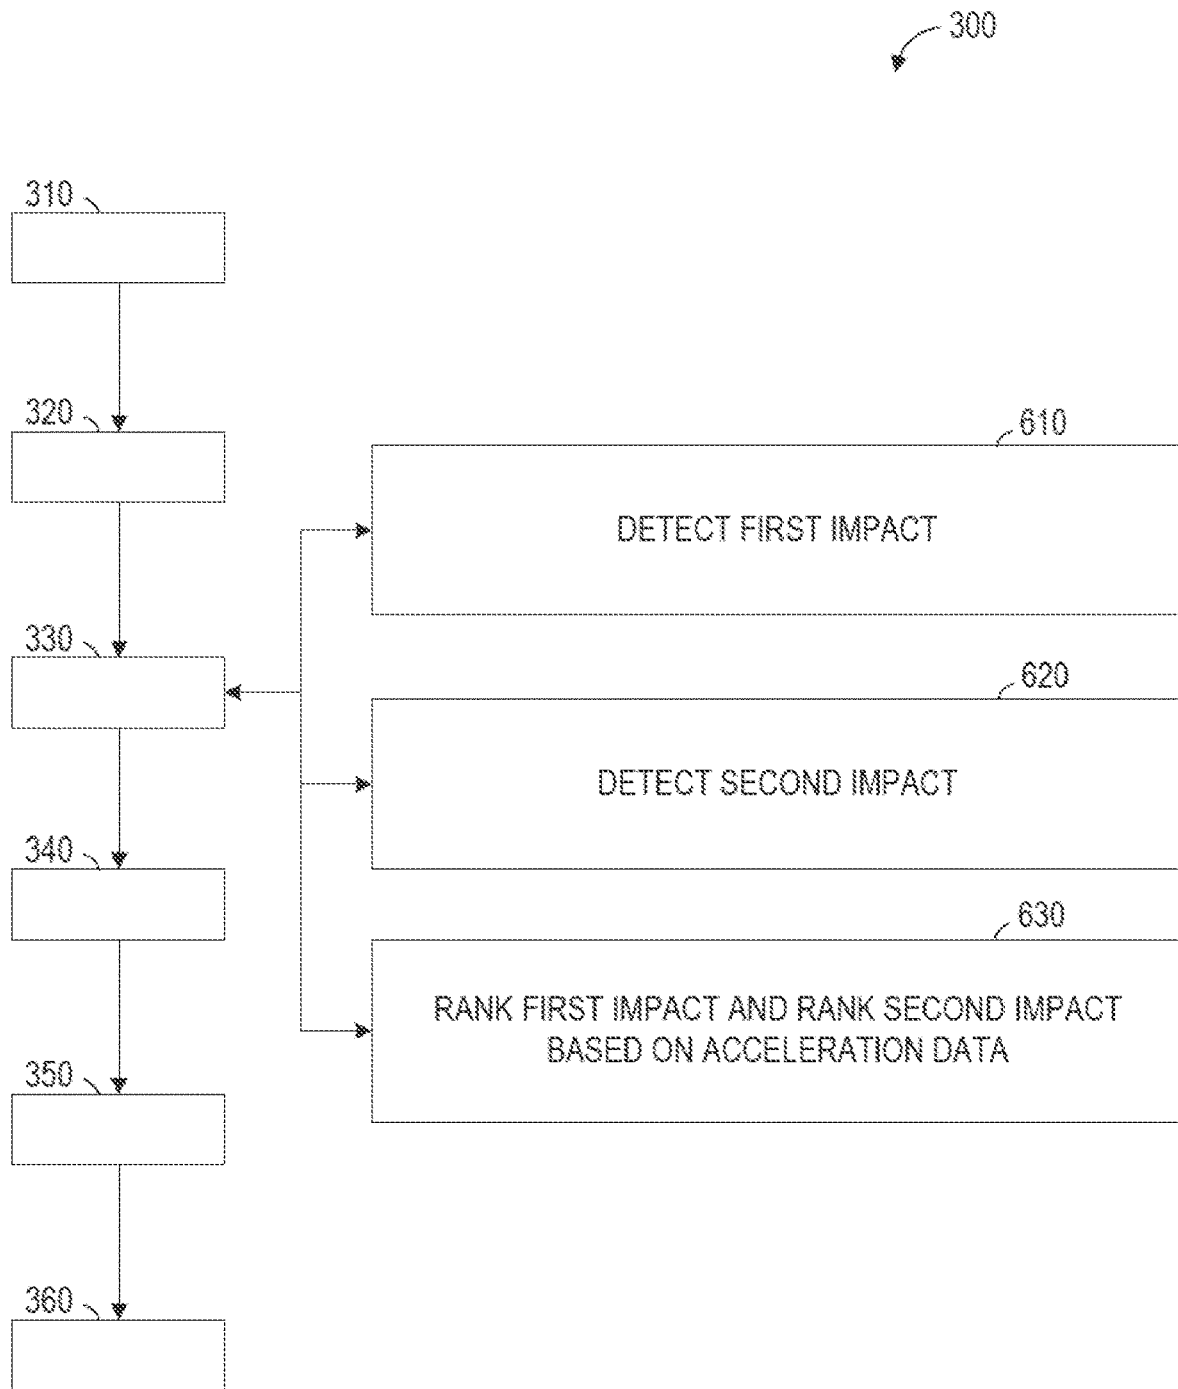 300
310
320
610
DETECT FIRST IMPACT
330
620
DETECT SECOND IMPACT
340
630
RANK FIRST IMPACT AND RANK SECOND IMPACT
BASED ON ACCELERATION DATA
350
360